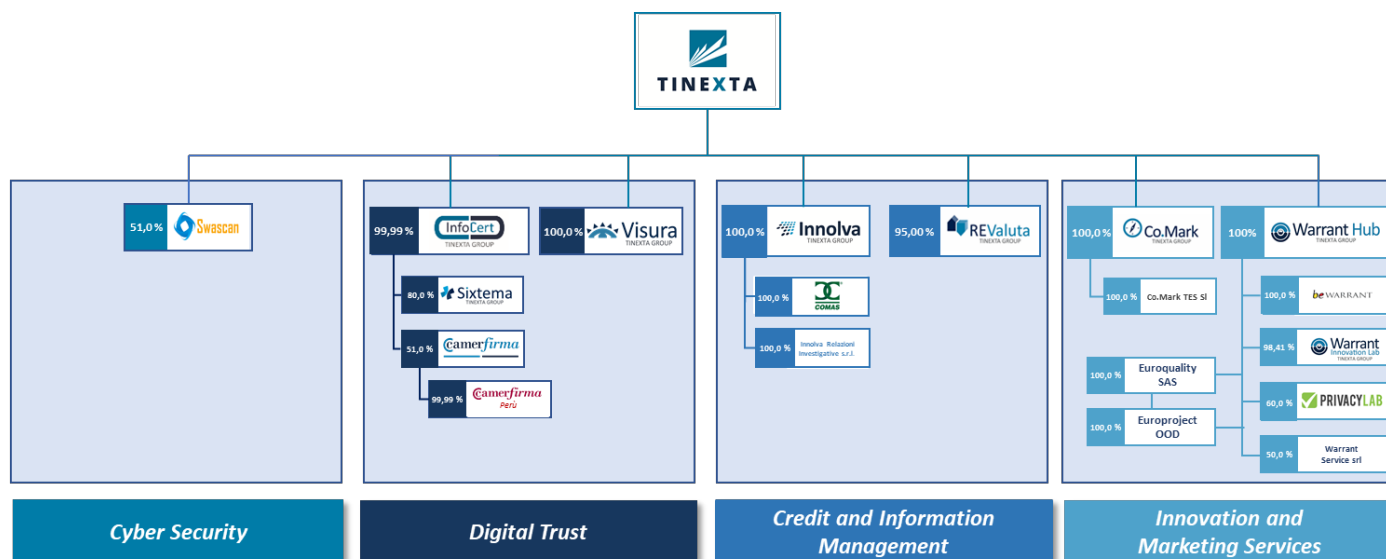 TINEXTA
51,0 %
Swascan
99,99 %
InfoCert
TINEXTA GROUP
100,0 %
Visura
TINEXTA GROUP
80,0 %
Sixtema
TINEXTA GROUP
51,0 %
Camerfirma
99,99 %
Camerfirma
Perù
100,0 %
Innolva
TINEXTA GROUP
95,00 %
REValuta
TINEXTA GROUP
100,0 %
COMAS
100,0 %
Innolva Relazioni
Investigative s.r.l.
100,0 %
Co.Mark
TINEXTA GROUP
100%
Warrant Hub
TINEXTA GROUP
100,0 %
Co.Mark TES Sl
100,0 %
beWARRANT
98,41 %
Warrant
Innovation Lab
TINEXTA GROUP
100,0 %
Euroquality
SAS
60,0 %
PRIVACYLAB
100,0 %
Europroject
OOD
50,0 %
Warrant
Service srl
Cyber Security
Digital Trust
Credit and Information
Management
Innovation and
Marketing Services